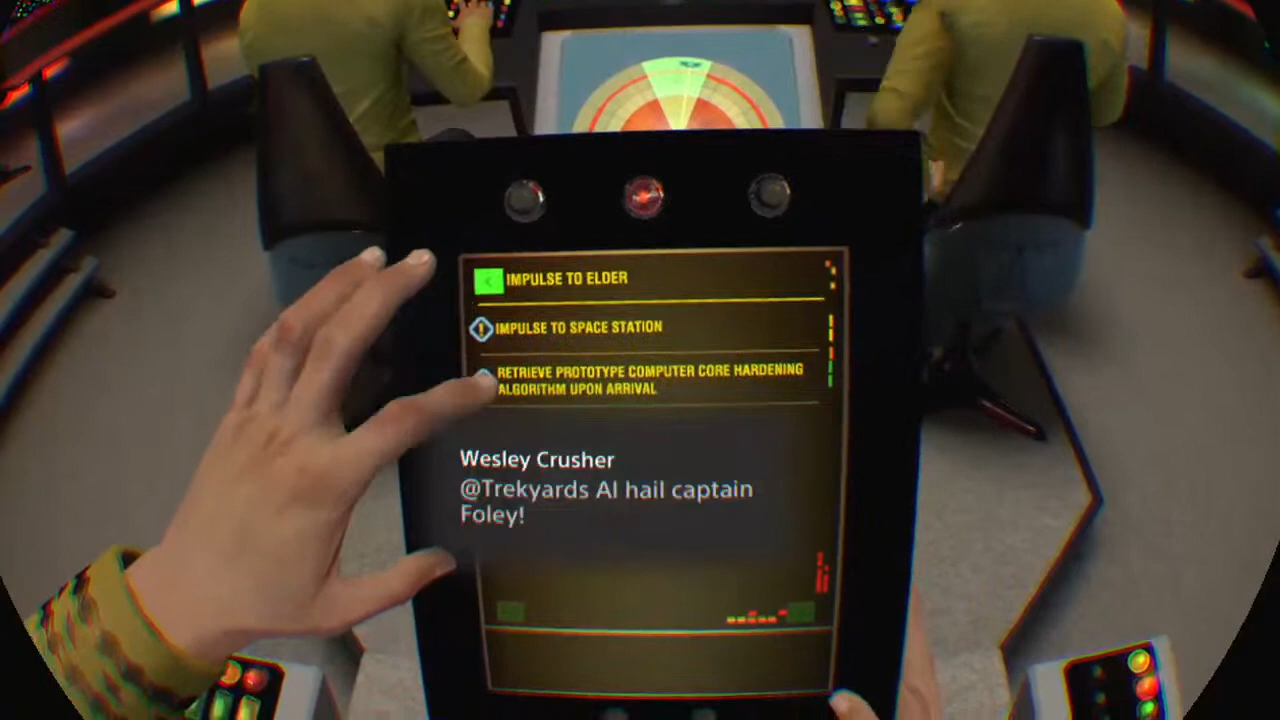 IMPULSE TO ELDER
IMPULSE TO SPACE STATION
RETRIEVE PROTOTYPE COMPUTER CORE HARDENING
ALGORITHM UPON ARRIVAL
Wesley Crusher
@Trekyards Al hail captain
Foley!